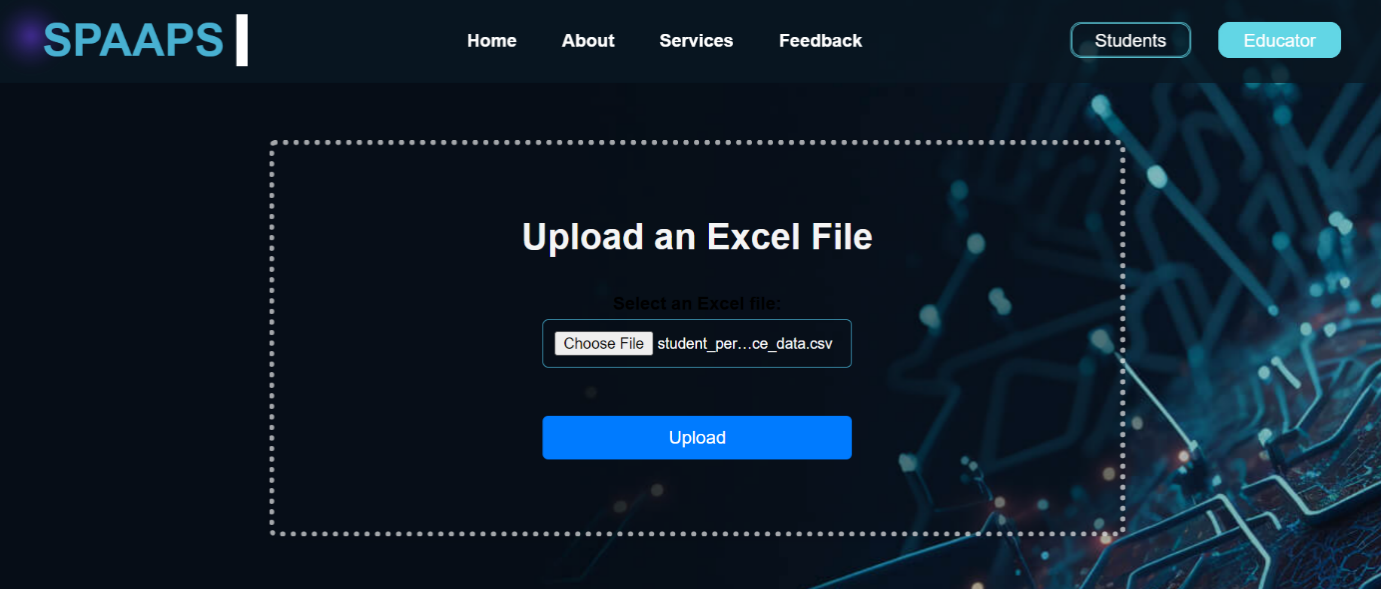 SPAAPS
Home About Services Feedback Students Educator
Upload an Excel File
Select an Excel file:
Choose File student_per...ce_data.csv
Upload